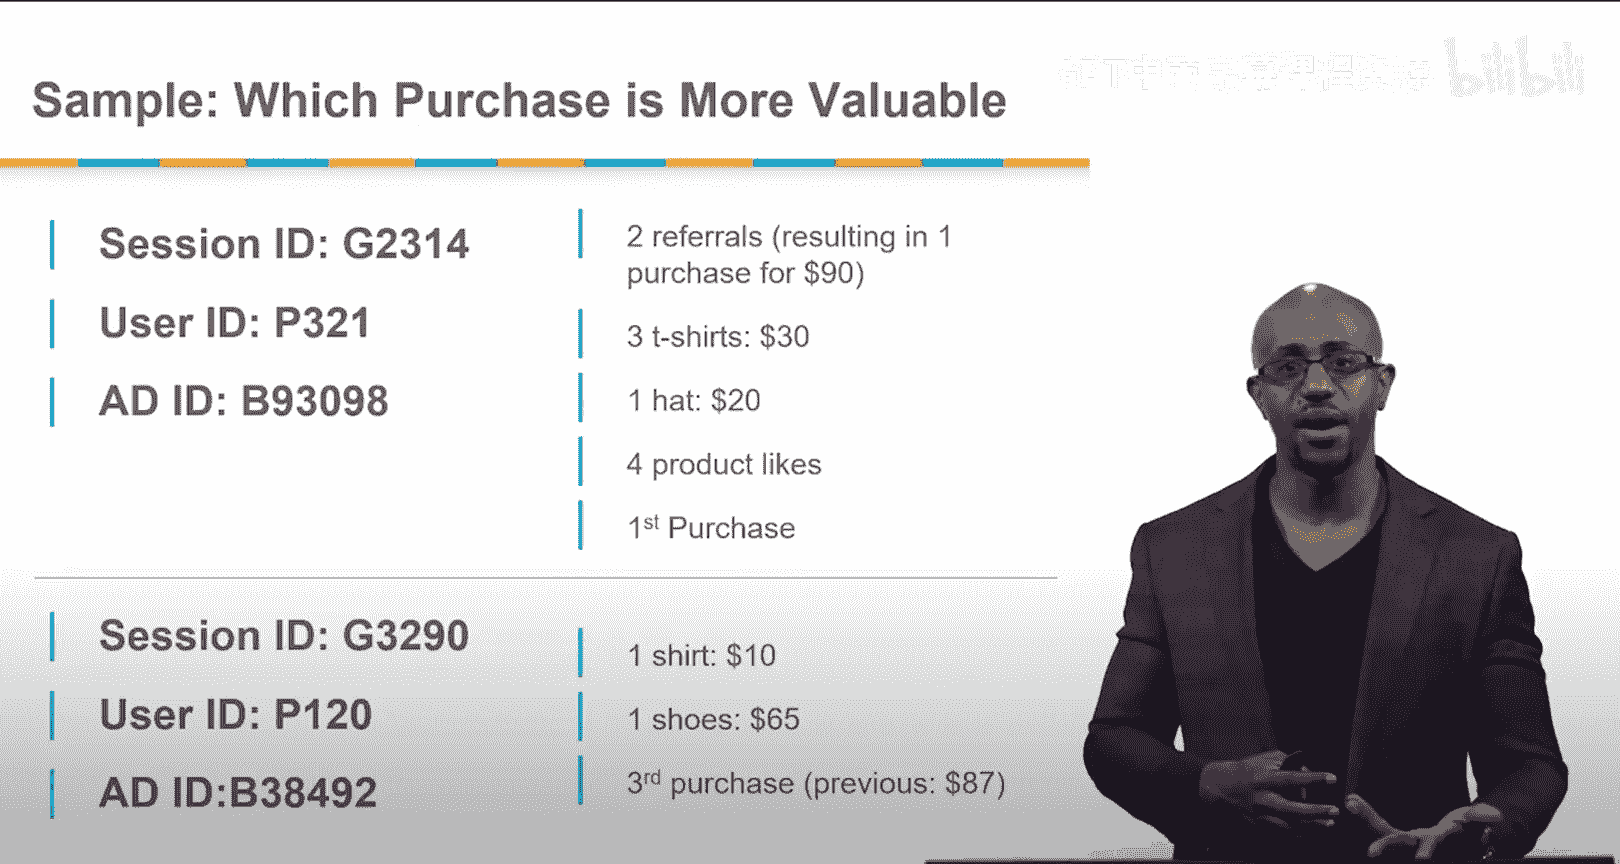 Sample: Which Purchase is More Valuable
bilibili
Session ID: G2314
User ID: P321
AD ID: B93098
2 referrals (resulting in 1
purchase for $90)
3 t-shirts: $30
1 hat: $20
4 product likes
1st Purchase
Session ID: G3290
User ID: P120
AD ID:B38492
1 shirt: $10
1 shoes: $65
3rd purchase (previous: $87)